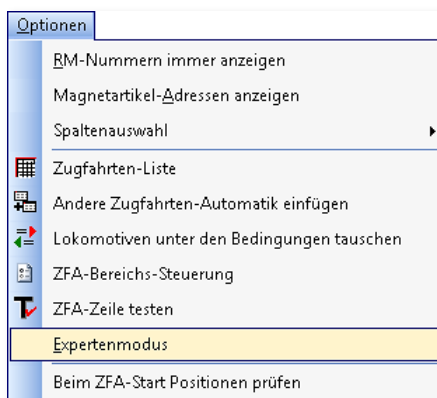 Optionen
RM-Nummern immer anzeigen
Magnetartikel-Adressen anzeigen
Spaltenauswahl
Zugfahrten-Liste
Andere Zugfahrten-Automatik einfügen
Lokomotiven unter den Bedingungen tauschen
ZFA-Bereichs-Steuerung
ZFA-Zeile testen
Expertenmodus
Beim ZFA-Start Positionen prüfen